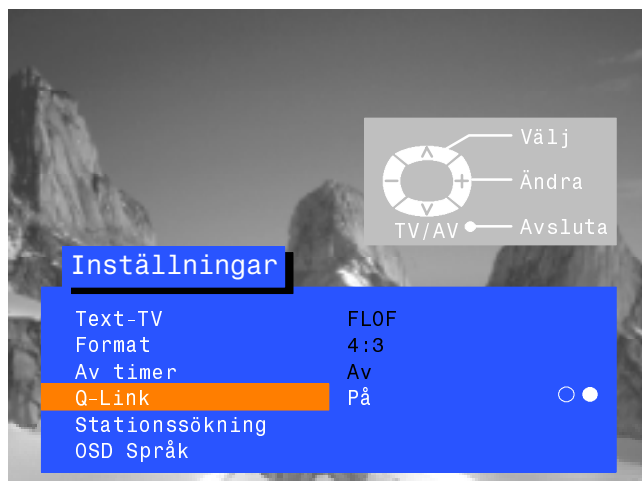 Välj
Ändra
TV/AV Avsluta
Inställningar
Text-TV FLOF
Format 4:3
Av timer Av
Q-Link På
Stationssökning
OSD Språk